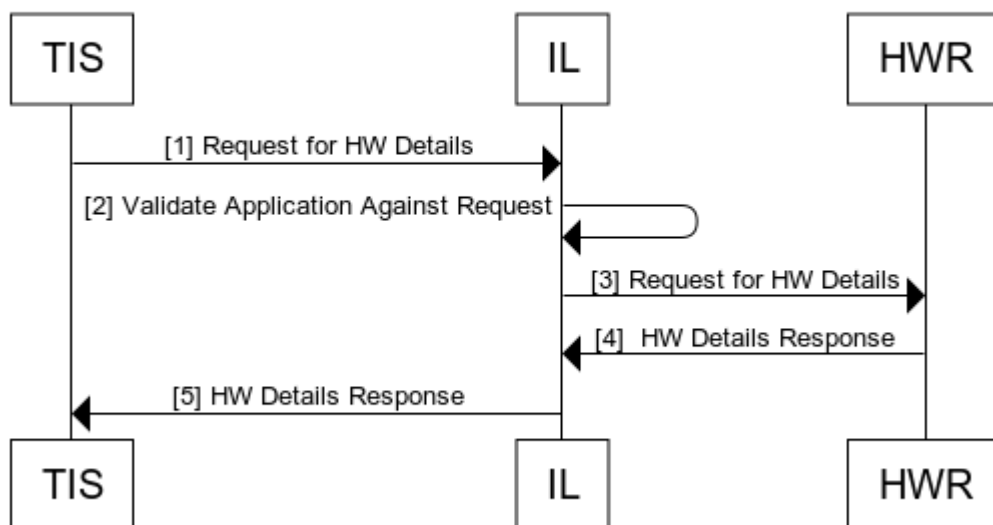 TIS IL HWR
[1] Request for HW Details
[2] Validate Application Against Request
[3] Request for HW Details
[4]  HW Details Response
[5] HW Details Response
TIS IL HWR